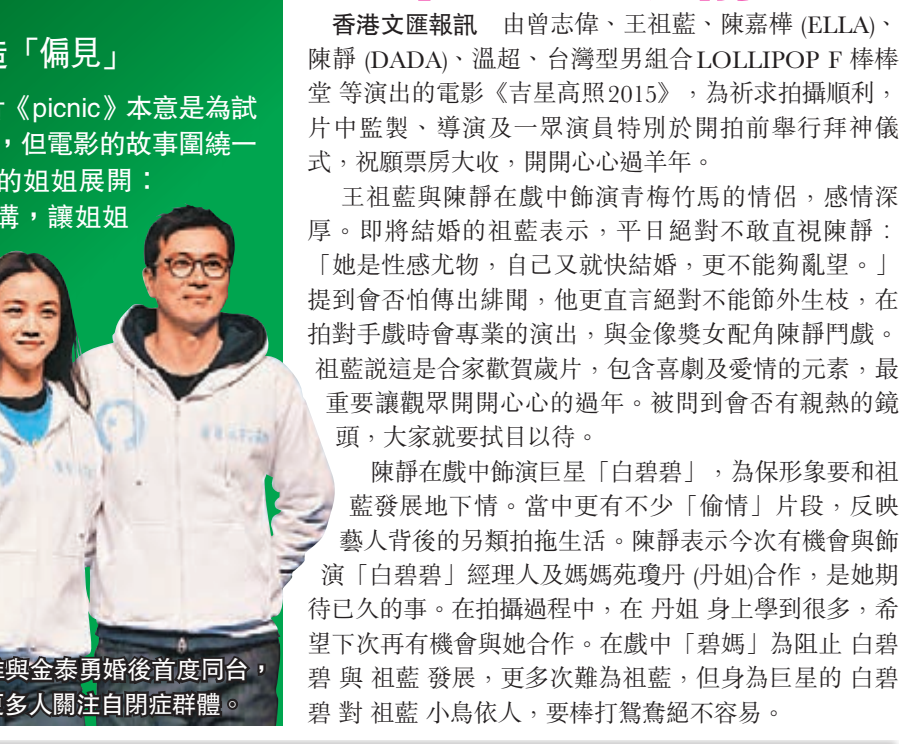 「偏見」
《picnic》本意是為試
，但電影的故事圍繞一
的姐姐展開：
讓姐姐
與金泰勇婚後首度同台，
多人關注自閉症群體。
香港文匯報訊　由曾志偉、王祖藍、陳嘉樺 (ELLA)、
陳靜 (DADA)、溫超、台灣型男組合LOLLIPOP F 棒棒
堂 等演出的電影《吉星高照2015》，為祈求拍攝順利，
片中監製、導演及一眾演員特別於開拍前舉行拜神儀
式，祝願票房大收，開開心心過羊年。
王祖藍與陳靜在戲中飾演青梅竹馬的情侶，感情深
厚。即將結婚的祖藍表示，平日絕對不敢直視陳靜：
「她是性感尤物，自己又就快結婚，更不能夠亂望。」
提到會否怕傳出緋聞，他更直言絕對不能節外生枝，在
拍對手戲時會專業的演出，與金像獎女配角陳靜鬥戲。
祖藍説這是合家歡賀歲片，包含喜劇及愛情的元素，最
重要讓觀眾開開心心的過年。被問到會否有親熱的鏡
頭，大家就要拭目以待。
陳靜在戲中飾演巨星「白碧碧」，為保形象要和祖
藍發展地下情。當中更有不少「偷情」片段，反映
藝人背後的另類拍拖生活。陳靜表示今次有機會與飾
演「白碧碧」經理人及媽媽苑瓊丹 (丹姐)合作，是她期
待已久的事。在拍攝過程中，在 丹姐 身上學到很多，希
望下次再有機會與她合作。在戲中「碧媽」為阻止 白碧
碧 與 祖藍 發展，更多次難為祖藍，但身為巨星的 白碧
碧 對 祖藍 小鳥依人，要棒打鴛鴦絕不容易。